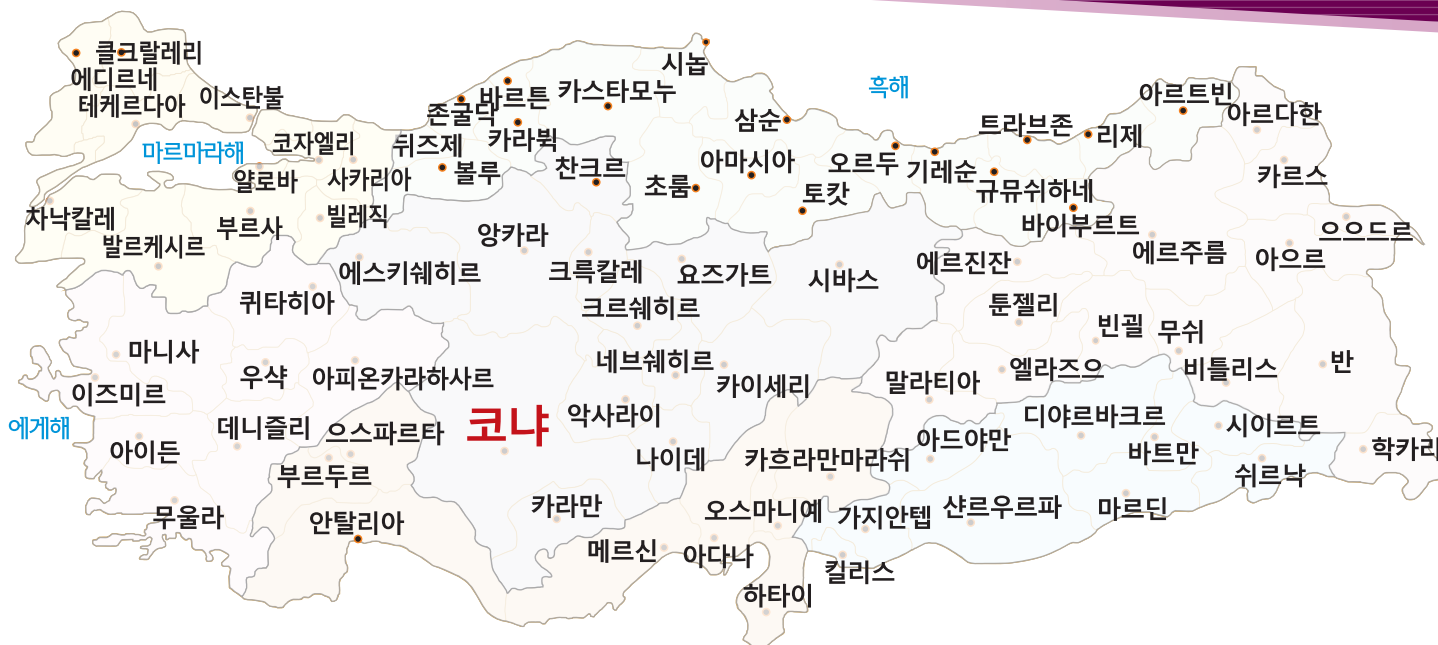 클크랄레리
에디르네
테케르다아
이스탄불
마르마라해
코자엘리
얄로바
사카리아
차낙칼레
발르케시르
부르사
빌레직
시놉
흑해
카스타모누
바르튼
존굴닥
카라뷕
뒤즈제
볼루
찬크르
삼순
아마시아
초룸
토캇
오르두
기레순
트라브존
리제
아르트빈
아르다한
규뮤쉬하네
바이부르트
카르스
으으드르
에르주름
아으르
앙카라
에스키쉐히르
크륵칼레
요즈가트
시바스
에르진잔
퀴타히아
크르쉐히르
툰젤리
빈괼
무쉬
마니사
네브쉐히르
우샥
아피온카라하사르
카이세리
말라티아
엘라즈으
비틀리스
반
이즈미르
에게해
데니즐리
으스파르타
코냐
악사라이
디야르바크르
시이르트
아이든
나이데
카흐라만마라쉬
아드야만
바트만
학카리
부르두르
쉬르낙
무울라
안탈리아
카라만
오스마니예
가지안텝
샨르우르파
마르딘
메르신
아다나
킬러스
하타이